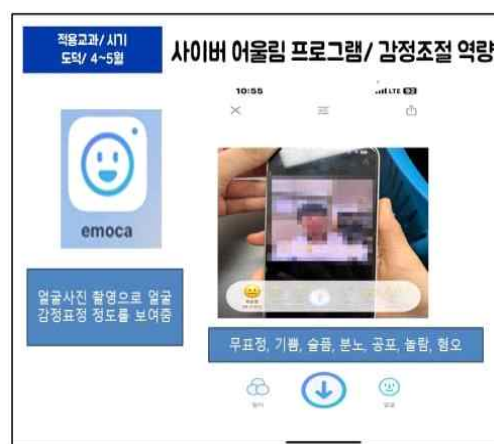 적용교과/ 시기
도덕/ 4~5월
사이버 어울림 프로그램/ 감정조절 역량
10:55
LTE 93
emoca
얼굴사진 촬영으로 얼굴
감정표정 정도를 보여줌
무표정, 기쁨, 슬픔, 분노, 공포, 놀람, 혐오